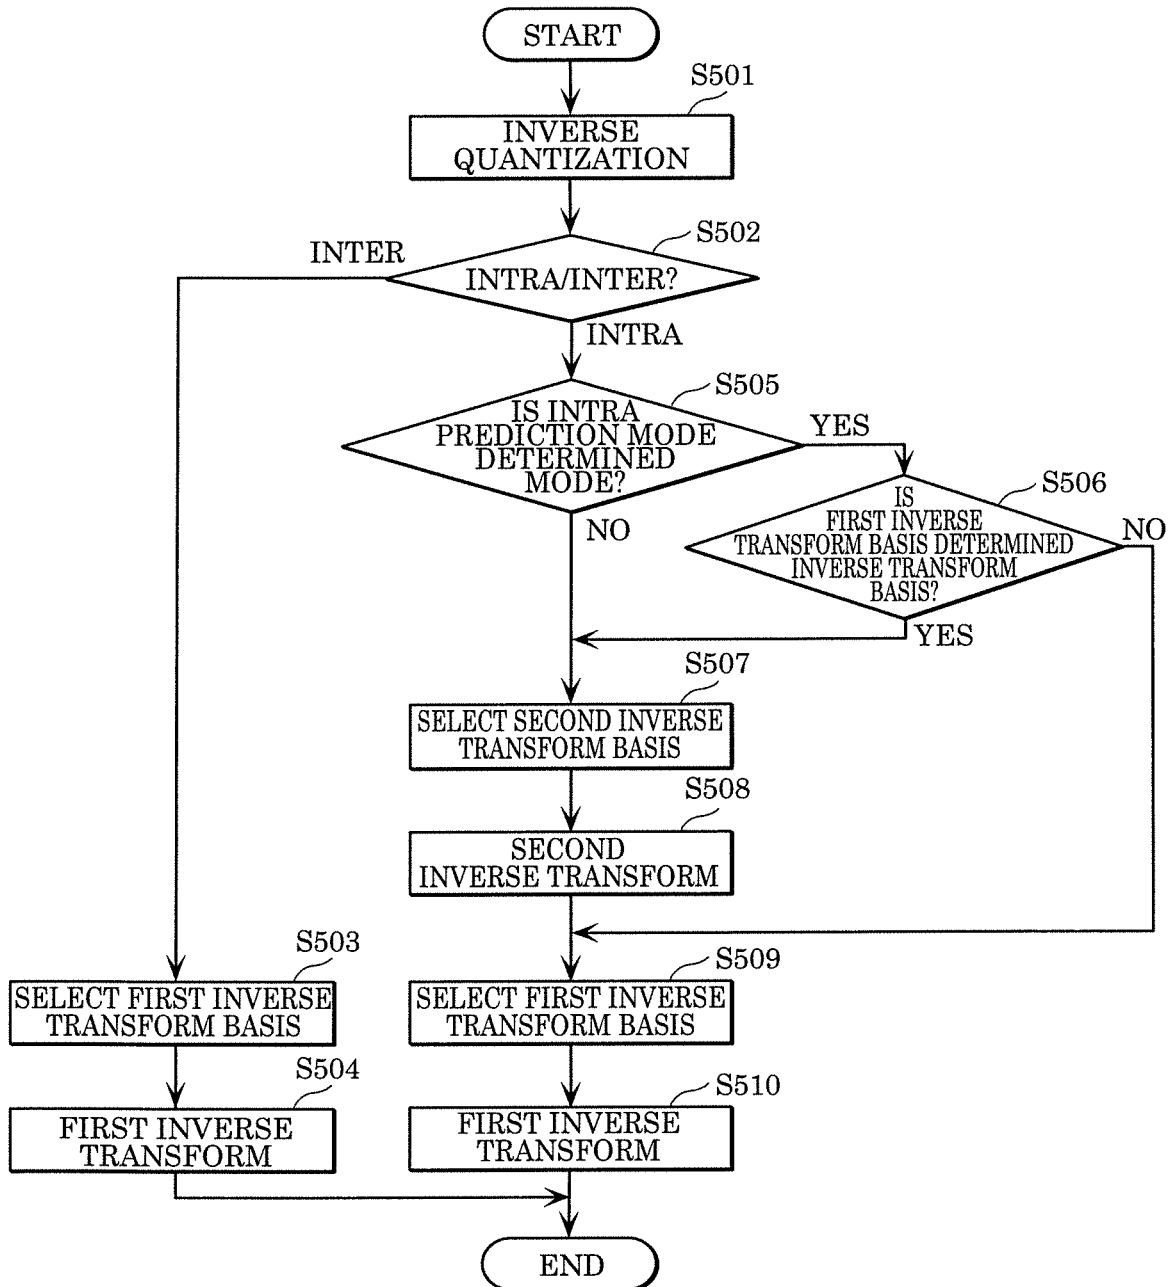 START
S501
INVERSE
QUANTIZATION
S502
INTER
INTRA/INTER?
INTRA
S505
IS INTRA
PREDICTION MODE
DETERMINED
MODE?
YES
NO
S506
IS
FIRST INVERSE
TRANSFORM BASIS DETERMINED
INVERSE TRANSFORM
BASIS?
NO
YES
S507
SELECT SECOND INVERSE
TRANSFORM BASIS
S508
SECOND
INVERSE TRANSFORM
S503
SELECT FIRST INVERSE
TRANSFORM BASIS
S509
SELECT FIRST INVERSE
TRANSFORM BASIS
S504
FIRST INVERSE
TRANSFORM
S510
FIRST INVERSE
TRANSFORM
END